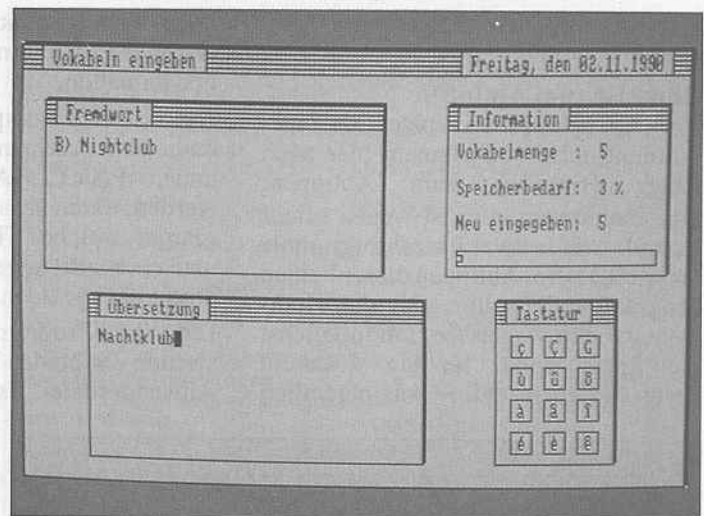 Vokabeln eingeben
Freitag, den 02.11.1990
Fremdwort
B) Nightclub
Information
Vokabelmenge : 5
Speicherbedarf: 3 %
Neu eingegeben: 5
Übersetzung
Nachtklub
Tastatur
é è ê